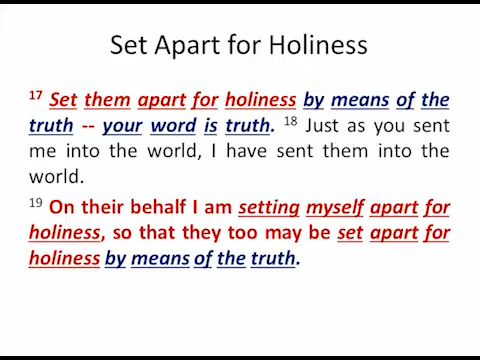 Set Apart for Holiness
17 Set them apart for holiness by means of the
truth -- your word is truth. 18 Just as you sent
me into the world, I have sent them into the
world.
19 On their behalf I am setting myself apart for
holiness, so that they too may be set apart for
holiness by means of the truth.